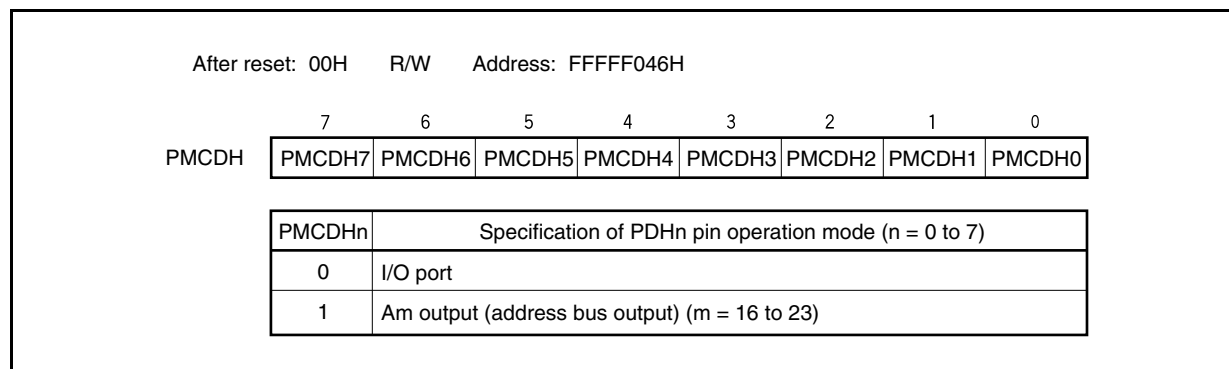 After reset: 00H R/W Address: FFFFF046H
7 6 5 4 3 2 1 0
PMCDH PMCDH7 PMCDH6 PMCDH5 PMCDH4 PMCDH3 PMCDH2 PMCDH1 PMCDH0
PMCDHn Specification of PDHn pin operation mode (n = 0 to 7)
0 I/O port
1 Am output (address bus output) (m = 16 to 23)